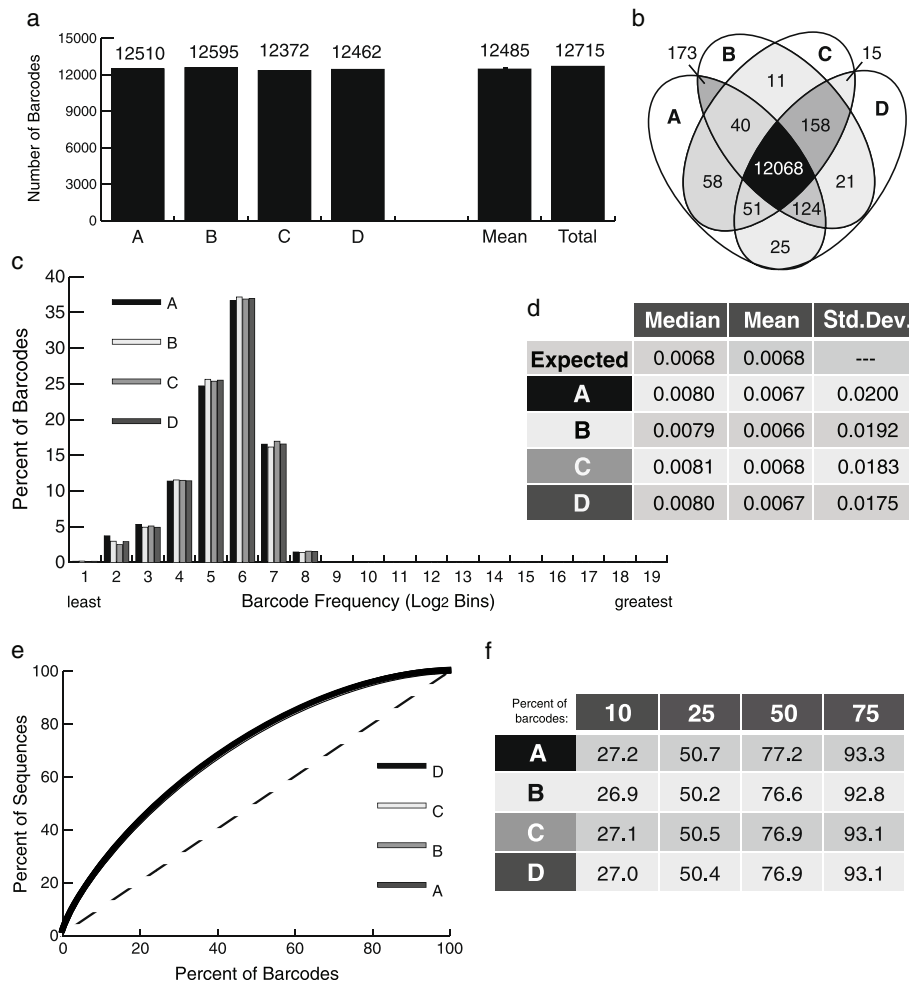 a
Number of Barcodes
15000
12000
9000
6000
3000
0
12510 12595 12372 12462 12485 12715
A B C D Mean Total
b
A B C D
173 11 15
40 158
12068
58 21
51 124
25
c
Percent of Barcodes
40
35
30
25
20
15
10
5
0
A
B
C
D
1 2 3 4 5 6 7 8 9 10 11 12 13 14 15 16 17 18 19
least Barcode Frequency (Log2 Bins) greatest
d
Median Mean Std.Dev.
Expected 0.0068 0.0068 ---
A 0.0080 0.0067 0.0200
B 0.0079 0.0066 0.0192
C 0.0081 0.0068 0.0183
D 0.0080 0.0067 0.0175
e
Percent of Sequences
100
80
60
40
20
0
D
C
B
A
0 20 40 60 80 100
Percent of Barcodes
f
Percent of
barcodes: 10 25 50 75
A 27.2 50.7 77.2 93.3
B 26.9 50.2 76.6 92.8
C 27.1 50.5 76.9 93.1
D 27.0 50.4 76.9 93.1